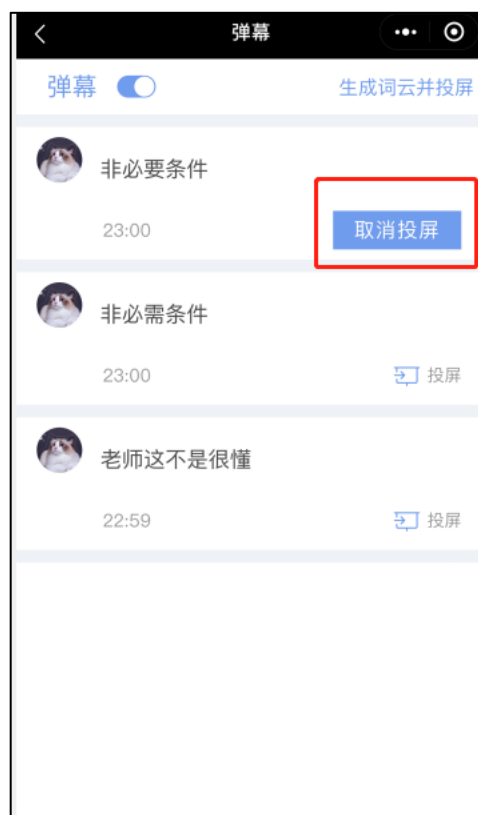 弹幕
弹幕
生成词云并投屏
非必要条件
23:00
取消投屏
非必需条件
23:00
投屏
老师这不是很懂
22:59
投屏